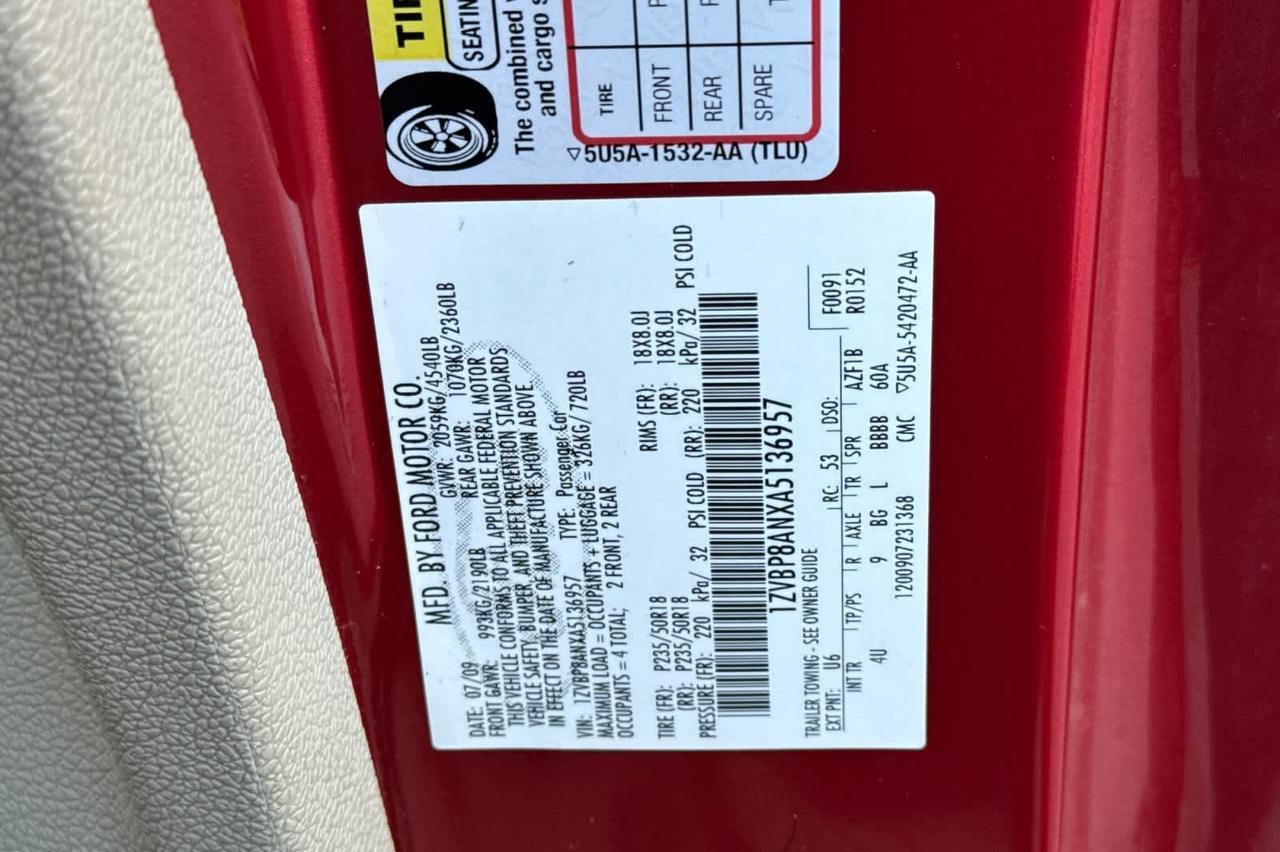 TIR
SEATIN
The combined
and cargo s
TIRE
FRONT
REAR
SPARE
▽5U5A-1532-AA (TLU)
MFD. BY FORD MOTOR CO.
DATE: 07/09 GVWR: 2059KG/4540LB
FRONT GAWR: 993KG/2190LB REAR GAWR: 1070KG/2360LB
THIS VEHICLE CONFORMS TO ALL APPLICABLE FEDERAL MOTOR
VEHICLE SAFETY, BUMPER, AND THEFT PREVENTION STANDARDS
IN EFFECT ON THE DATE OF MANUFACTURE SHOWN ABOVE.
VIN: 1ZVBP8ANXA5136957 TYPE: Passenger Car
MAXIMUM LOAD = OCCUPANTS + LUGGAGE = 326KG/720LB
OCCUPANTS = 4 TOTAL; 2 FRONT, 2 REAR
TIRE (FR): P235/50R18 RIMS (FR): 18X8.0J
(RR): P235/50R18 (RR): 18X8.0J
PRESSURE (FR): 220 kPa/ 32 PSI COLD (RR): 220 kPa/ 32 PSI COLD
1ZVBP8ANXA5136957
TRAILER TOWING - SEE OWNER GUIDE
EXT PNT: U6 RC: 53 DSO: F0091
R0152
INT TR TP/PS R AXLE TR SPR AZF1B
4U 9 BG L BBBB 60A
1200907231368 CMC ▽5U5A-5420472-AA